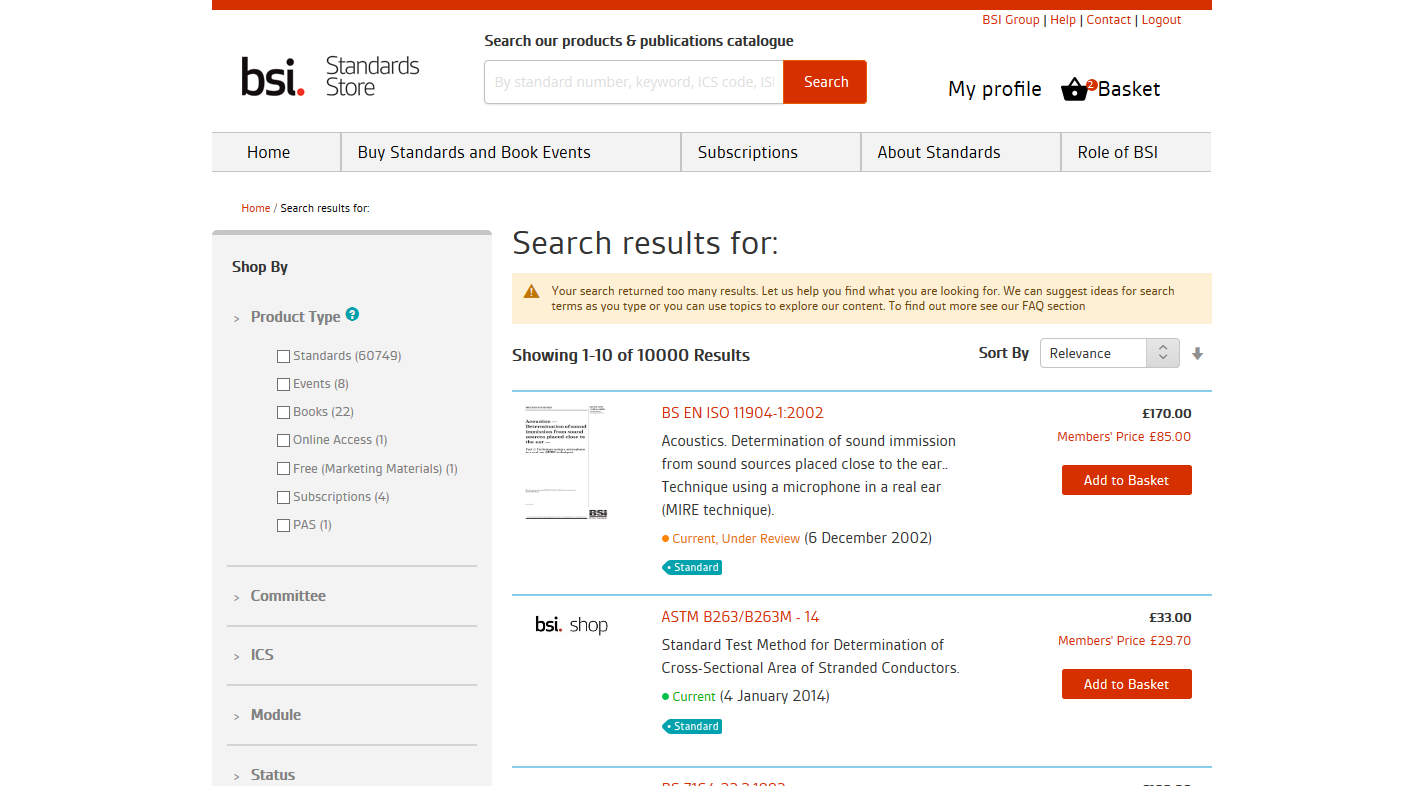 BSI Group | Help | Contact | Logout
Search our products & publications catalogue
bsi. Standards Store
By standard number, keyword, ICS code, ISI
Search
My profile
2
Basket
Home
Buy Standards and Book Events
Subscriptions
About Standards
Role of BSI
Home / Search results for:
Shop By
> Product Type ?
Standards (60749)
Events (8)
Books (22)
Online Access (1)
Free (Marketing Materials) (1)
Subscriptions (4)
PAS (1)
> Committee
> ICS
> Module
> Status
Search results for:
Your search returned too many results. Let us help you find what you are looking for. We can suggest ideas for search
terms as you type or you can use topics to explore our content. To find out more see our FAQ section
Showing 1-10 of 10000 Results
Sort By
Relevance
Acoustics —
Determination of sound
immission from sound
sources placed close to
the ear —
BSI
BS EN ISO 11904-1:2002
Acoustics. Determination of sound immission
from sound sources placed close to the ear..
Technique using a microphone in a real ear
(MIRE technique).
Current, Under Review (6 December 2002)
Standard
£170.00
Members' Price £85.00
Add to Basket
bsi. shop
ASTM B263/B263M - 14
Standard Test Method for Determination of
Cross-Sectional Area of Stranded Conductors.
Current (4 January 2014)
Standard
£33.00
Members' Price £29.70
Add to Basket